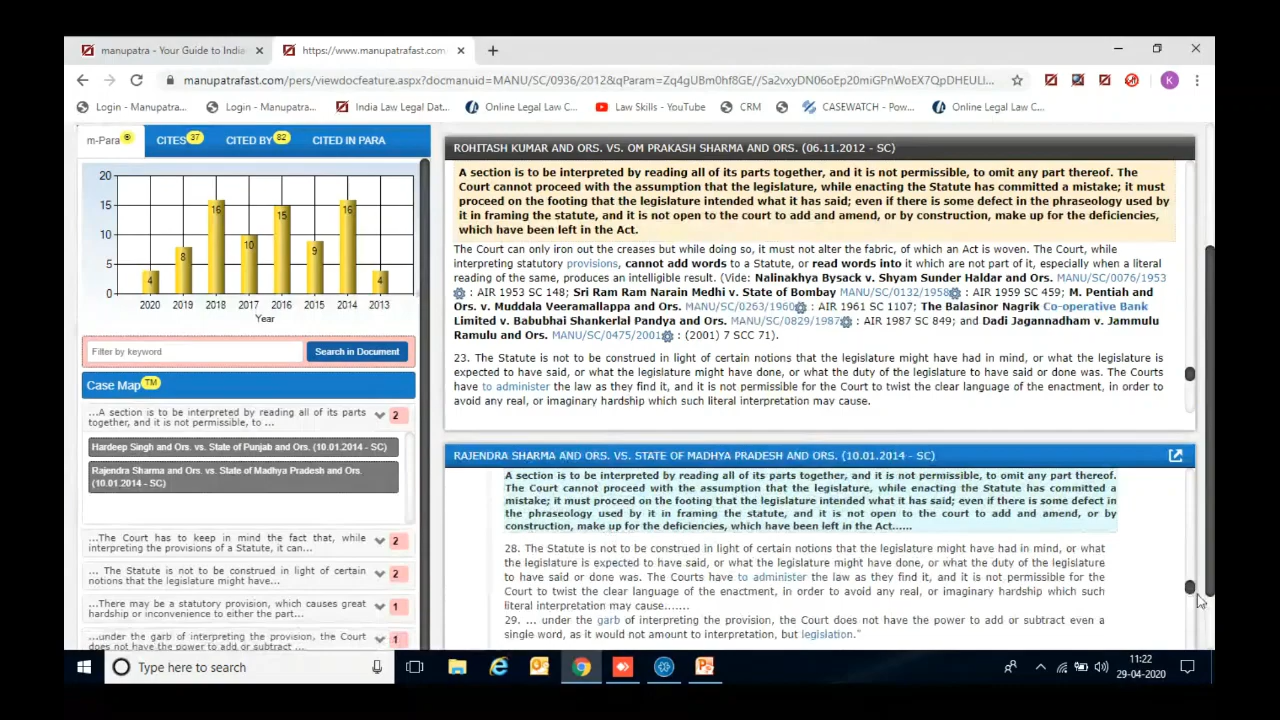 manupatra - Your Guide to India
https://www.manupatrafast.com
manupatrafast.com/pers/viewdocfeature.aspx?docmanuid=MANU/SC/0936/2012&qParam=Zq4gUBm0hf8GE//Sa2vxyDN06oEp20miGPnWoEX7QpDHEULI...
K
Login - Manupatra...
Login - Manupatra...
India Law Legal Dat...
Online Legal Law C...
Law Skills - YouTube
CRM
CASEWATCH - Pow...
Online Legal Law C...
m-Para
CITES 37
CITED BY 82
CITED IN PARA
20
15
10
5
0
4
8
16
10
15
9
16
4
2020 2019 2018 2017 2016 2015 2014 2013
Year
Filter by keyword
Search in Document
Case Map TM
...A section is to be interpreted by reading all of its parts
together, and it is not permissible, to ...
2
Hardeep Singh and Ors. vs. State of Punjab and Ors. (10.01.2014 - SC)
Rajendra Sharma and Ors. vs. State of Madhya Pradesh and Ors.
(10.01.2014 - SC)
...The Court has to keep in mind the fact that, while
interpreting the provisions of a Statute, it can...
2
... The Statute is not to be construed in light of certain
notions that the legislature might have...
2
...There may be a statutory provision, which causes great
hardship or inconvenience to either the part...
1
...under the garb of interpreting the provision, the Court
does not have the power to add or subtract ...
1
ROHITASH KUMAR AND ORS. VS. OM PRAKASH SHARMA AND ORS. (06.11.2012 - SC)
A section is to be interpreted by reading all of its parts together, and it is not permissible, to omit any part thereof. The
Court cannot proceed with the assumption that the legislature, while enacting the Statute has committed a mistake; it must
proceed on the footing that the legislature intended what it has said; even if there is some defect in the phraseology used by
it in framing the statute, and it is not open to the court to add and amend, or by construction, make up for the deficiencies,
which have been left in the Act.
The Court can only iron out the creases but while doing so, it must not alter the fabric, of which an Act is woven. The Court, while
interpreting statutory provisions, cannot add words to a Statute, or read words into it which are not part of it, especially when a literal
reading of the same, produces an intelligible result. (Vide: Nalinakhya Bysack v. Shyam Sunder Haldar and Ors. MANU/SC/0076/1953
: AIR 1953 SC 148; Sri Ram Ram Narain Medhi v. State of Bombay MANU/SC/0132/1958 : AIR 1959 SC 459; M. Pentiah and
Ors. v. Muddala Veeramallappa and Ors. MANU/SC/0263/1960 : AIR 1961 SC 1107; The Balasinor Nagrik Co-operative Bank
Limited v. Babubhai Shankerlal Pandya and Ors. MANU/SC/0829/1987 : AIR 1987 SC 849; and Dadi Jagannadham v. Jammulu
Ramulu and Ors. MANU/SC/0475/2001 : (2001) 7 SCC 71).
23. The Statute is not to be construed in light of certain notions that the legislature might have had in mind, or what the legislature is
expected to have said, or what the legislature might have done, or what the duty of the legislature to have said or done was. The Courts
have to administer the law as they find it, and it is not permissible for the Court to twist the clear language of the enactment, in order to
avoid any real, or imaginary hardship which such literal interpretation may cause.
RAJENDRA SHARMA AND ORS. VS. STATE OF MADHYA PRADESH AND ORS. (10.01.2014 - SC)
A section is to be interpreted by reading all of its parts together, and it is not permissible, to omit any part thereof.
The Court cannot proceed with the assumption that the legislature, while enacting the Statute has committed a
mistake; it must proceed on the footing that the legislature intended what it has said; even if there is some defect in
the phraseology used by it in framing the statute, and it is not open to the court to add and amend, or by
construction, make up for the deficiencies, which have been left in the Act......
28. The Statute is not to be construed in light of certain notions that the legislature might have had in mind, or what
the legislature is expected to have said, or what the legislature might have done, or what the duty of the legislature
to have said or done was. The Courts have to administer the law as they find it, and it is not permissible for the
Court to twist the clear language of the enactment, in order to avoid any real, or imaginary hardship which such
literal interpretation may cause.......
29. ... under the garb of interpreting the provision, the Court does not have the power to add or subtract even a
single word, as it would not amount to interpretation, but legislation."
Type here to search
11:22
29-04-2020